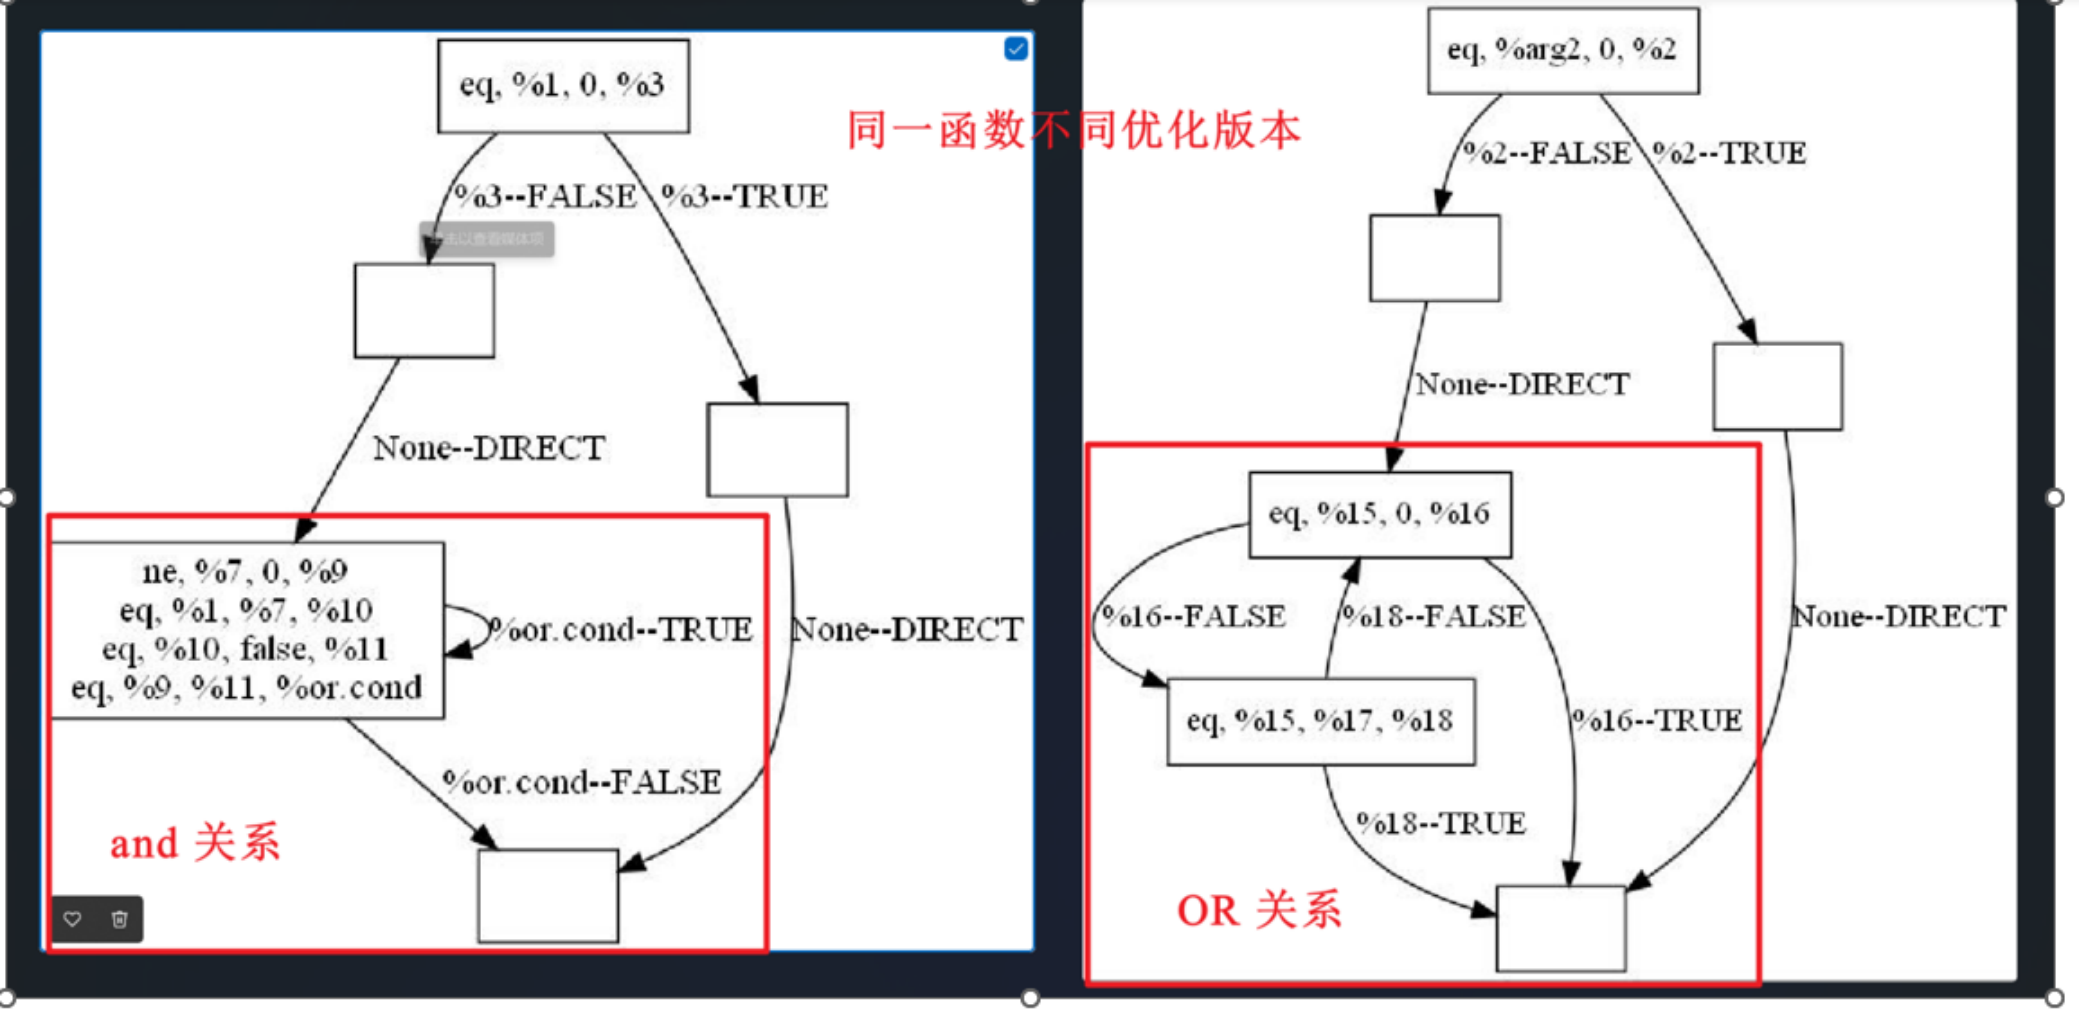 同一函数不同优化版本
eq, %1, 0, %3
%3--FALSE
%3--TRUE
None--DIRECT
ne, %7, 0, %9
eq, %1, %7, %10
eq, %10, false, %11
eq, %9, %11, %or.cond
%or.cond--TRUE
None--DIRECT
%or.cond--FALSE
and 关系
eq, %arg2, 0, %2
%2--FALSE
%2--TRUE
None--DIRECT
eq, %15, 0, %16
%16--FALSE
%18--FALSE
None--DIRECT
eq, %15, %17, %18
%16--TRUE
%18--TRUE
OR 关系